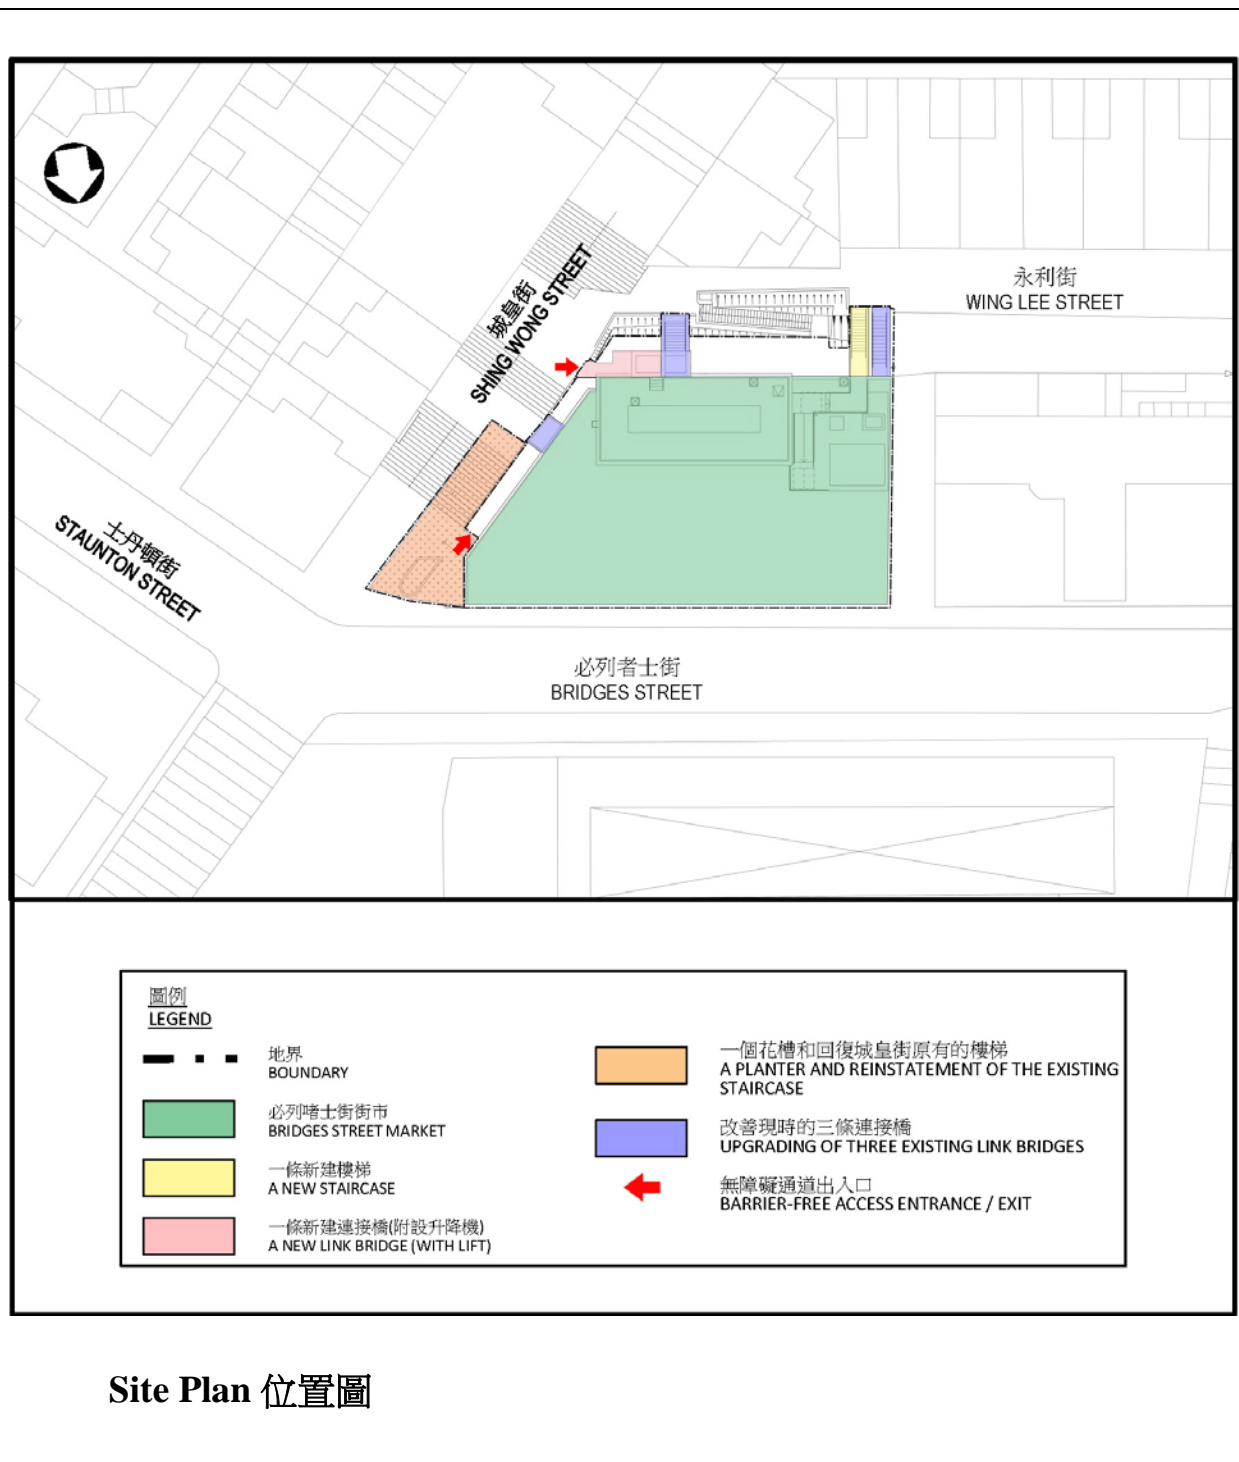 永利街
WING LEE STREET
城皇街
SHING WONG STREET
士丹頓街
STAUNTON STREET
必列者士街
BRIDGES STREET
圖例
LEGEND
地界
BOUNDARY
必列啫士街街市
BRIDGES STREET MARKET
一條新建樓梯
A NEW STAIRCASE
一條新建連接橋(附設升降機)
A NEW LINK BRIDGE (WITH LIFT)
一個花槽和回復城皇街原有的樓梯
A PLANTER AND REINSTATEMENT OF THE EXISTING
STAIRCASE
改善現時的三條連接橋
UPGRADING OF THREE EXISTING LINK BRIDGES
無障礙通道出入口
BARRIER-FREE ACCESS ENTRANCE / EXIT
Site Plan 位置圖